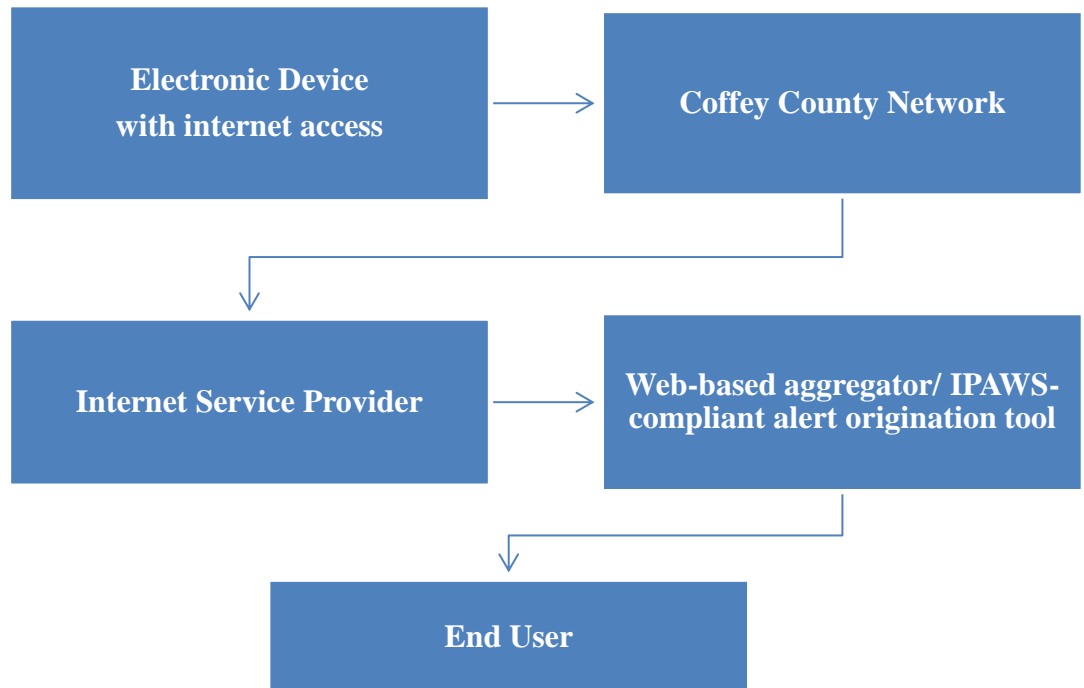 Electronic Device
with internet access
Coffey County Network
Internet Service Provider
Web-based aggregator/ IPAWS-
compliant alert origination tool
End User